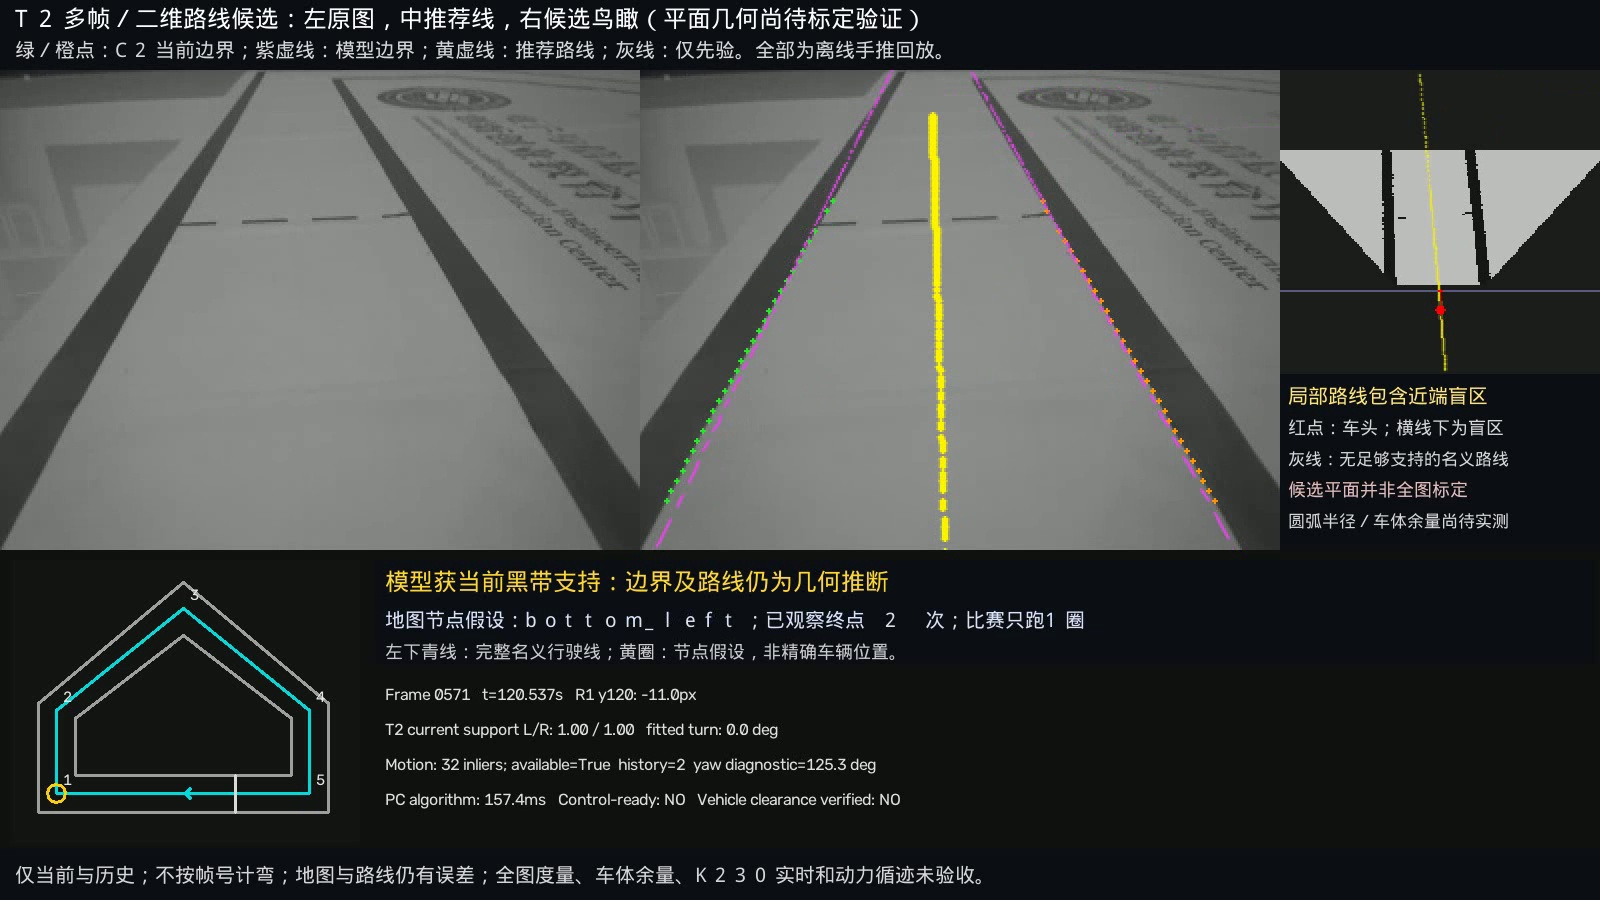 T 2 多帧 / 二维路线候选：左原图，中推荐线，右候选鸟瞰（平面几何尚待标定验证）
绿 / 橙点：C 2 当前边界；紫虚线：模型边界；黄虚线：推荐路线；灰线：仅先验。全部为离线手推回放。
Engineering
Education Center
局部路线包含近端盲区
红点：车头；横线下为盲区
灰线：无足够支持的名义路线
候选平面并非全图标定
圆弧半径 / 车体余量尚待实测
3
2
4
1
5
模型获当前黑带支持：边界及路线仍为几何推断
地图节点假设：bottom_left；已观察终点 2 次；比赛只跑1 圈
左下青线：完整名义行驶线；黄圈：节点假设，非精确车辆位置。
Frame 0571 t=120.537s R1 y120: -11.0px
T2 current support L/R: 1.00 / 1.00 fitted turn: 0.0 deg
Motion: 32 inliers; available=True history=2 yaw diagnostic=125.3 deg
PC algorithm: 157.4ms Control-ready: NO Vehicle clearance verified: NO
仅当前与历史；不按帧号计弯；地图与路线仍有误差；全图度量、车体余量、K 2 3 0 实时和动力循迹未验收。